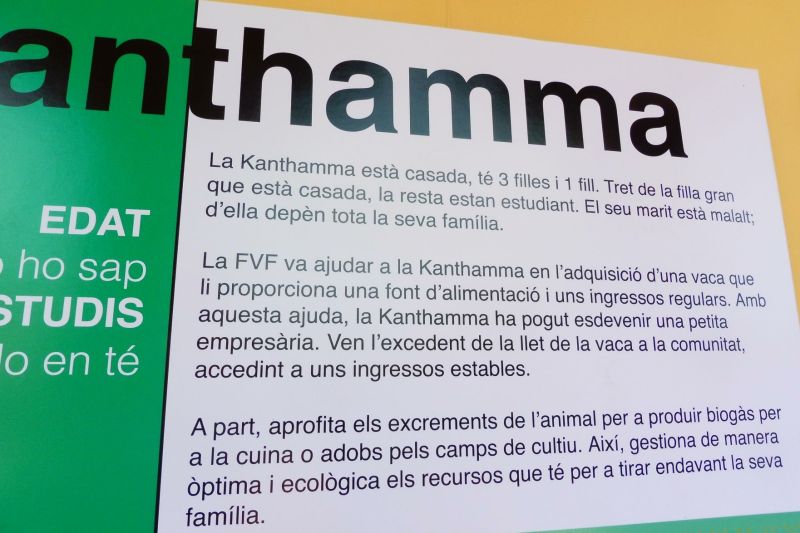 anthamma
EDAT
o ho sap
STUDIS
No en té
La Kanthamma està casada, té 3 filles i 1 fill. Tret de la filla gran
que està casada, la resta estan estudiant. El seu marit està malalt;
d'ella depèn tota la seva família.
La FVF va ajudar a la Kanthamma en l'adquisició d'una vaca que
li proporciona una font d'alimentació i uns ingressos regulars. Amb
aquesta ajuda, la Kanthamma ha pogut esdevenir una petita
empresària. Ven l'excedent de la llet de la vaca a la comunitat,
accedint a uns ingressos estables.
A part, aprofita els excrements de l'animal per a produir biogàs per
a la cuina o adobs pels camps de cultiu. Així, gestiona de manera
òptima i ecològica els recursos que té per a tirar endavant la seva
família.